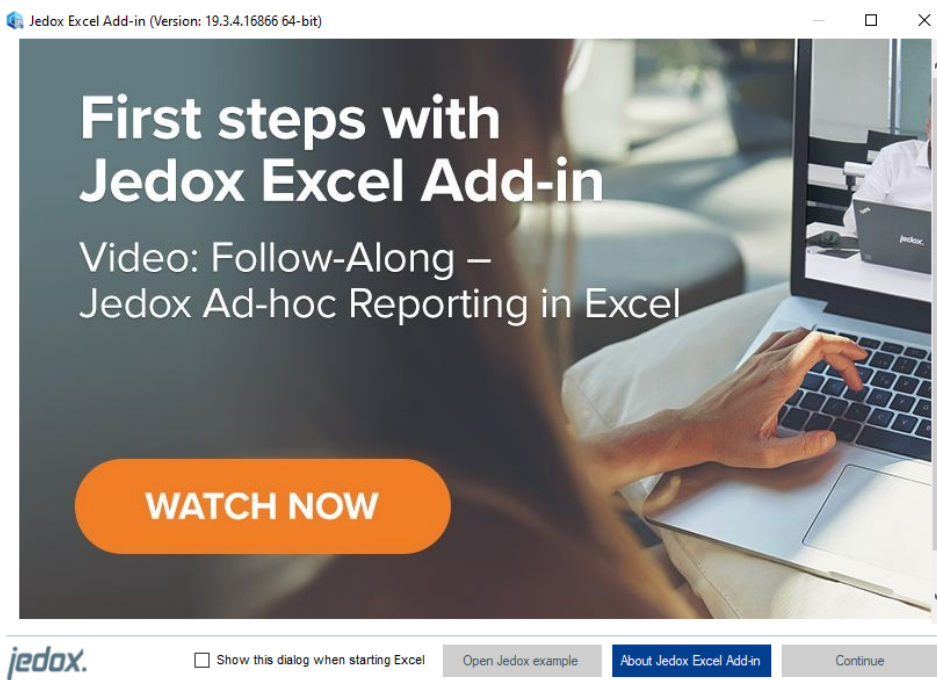 Jedox Excel Add-in (Version: 19.3.4.16866 64-bit)
First steps with
Jedox Excel Add-in
Video: Follow-Along –
Jedox Ad-hoc Reporting in Excel
jedox.
WATCH NOW
jedox.
Show this dialog when starting Excel
Open Jedox example
About Jedox Excel Add-in
Continue